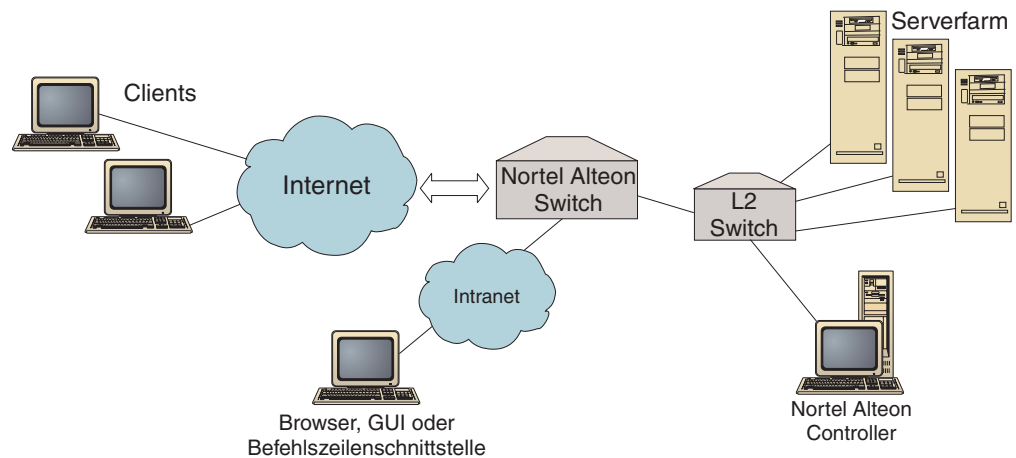 Serverfarm
Clients
Internet
Nortel Alteon
Switch
L2
Switch
Intranet
Browser, GUI oder
Befehlszeilenschnittstelle
Nortel Alteon
Controller